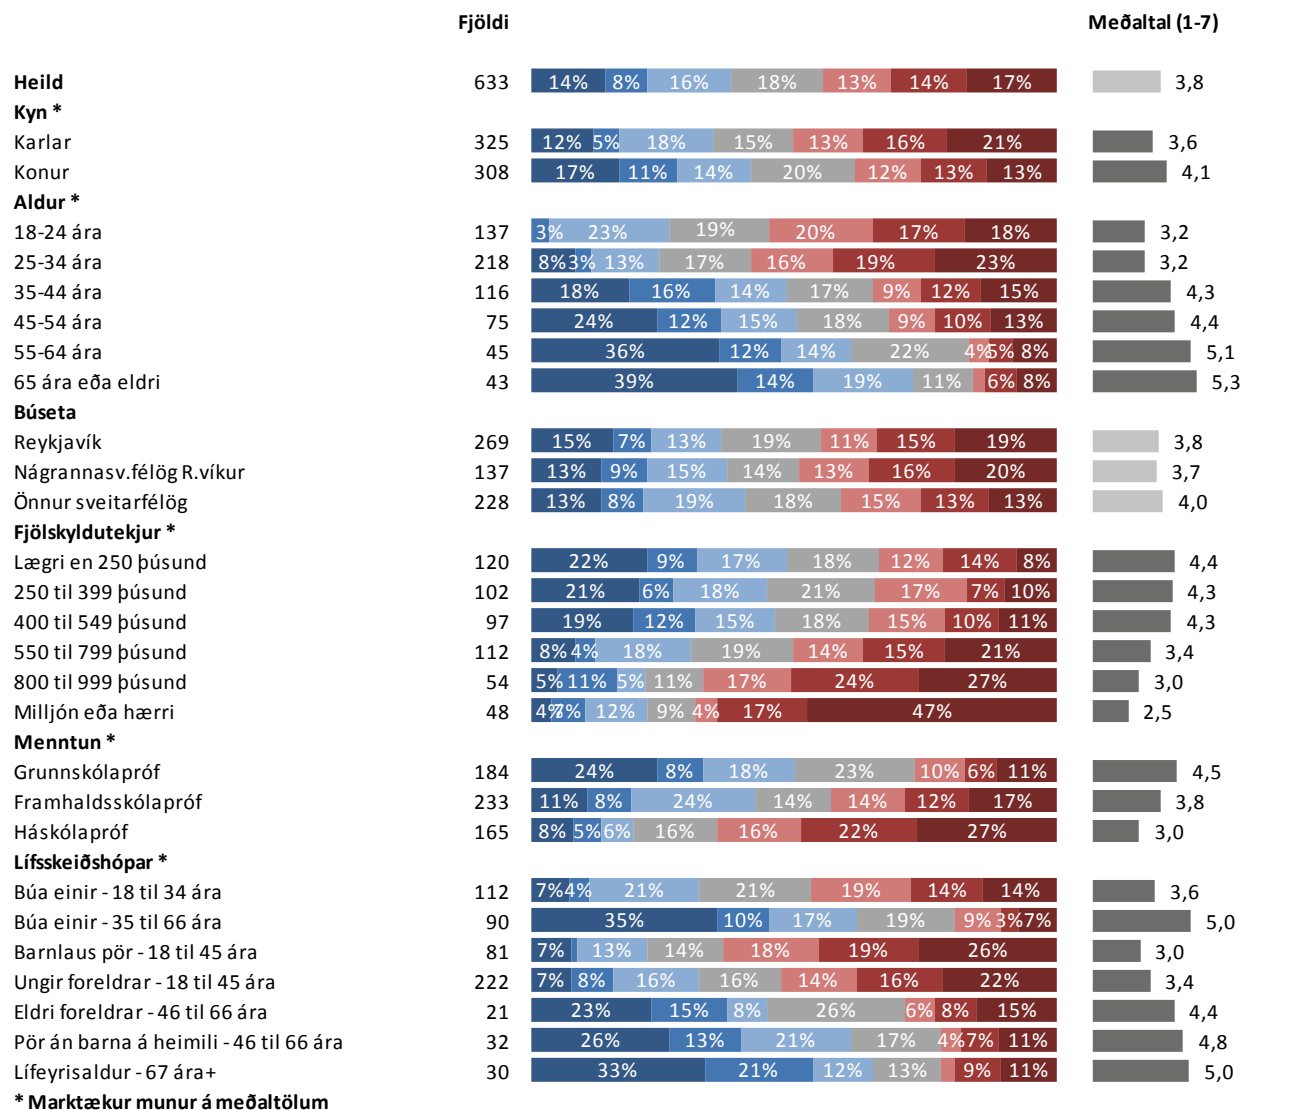 Fjöldi Meðaltal (1-7)
Heild 633 14% 8% 16% 18% 13% 14% 17% 3,8
Kyn *
Karlar 325 12% 5% 18% 15% 13% 16% 21% 3,6
Konur 308 17% 11% 14% 20% 12% 13% 13% 4,1
Aldur *
18-24 ára 137 3% 23% 19% 20% 17% 18% 3,2
25-34 ára 218 8% 3% 13% 17% 16% 19% 23% 3,2
35-44 ára 116 18% 16% 14% 17% 9% 12% 15% 4,3
45-54 ára 75 24% 12% 15% 18% 9% 10% 13% 4,4
55-64 ára 45 36% 12% 14% 22% 4% 5% 8% 5,1
65 ára eða eldri 43 39% 14% 19% 11% 6% 8% 5,3
Búseta
Reykjavík 269 15% 7% 13% 19% 11% 15% 19% 3,8
Nágrannasv.félög R.víkur 137 13% 9% 15% 14% 13% 16% 20% 3,7
Önnur sveitarfélög 228 13% 8% 19% 18% 15% 13% 13% 4,0
Fjölskyldutekjur *
Lægri en 250 þúsund 120 22% 9% 17% 18% 12% 14% 8% 4,4
250 til 399 þúsund 102 21% 6% 18% 21% 17% 7% 10% 4,3
400 til 549 þúsund 97 19% 12% 15% 18% 15% 10% 11% 4,3
550 til 799 þúsund 112 8% 4% 18% 19% 14% 15% 21% 3,4
800 til 999 þúsund 54 5% 11% 5% 11% 17% 24% 27% 3,0
Milljón eða hærri 48 4% 7% 12% 9% 4% 17% 47% 2,5
Menntun *
Grunnskólapróf 184 24% 8% 18% 23% 10% 6% 11% 4,5
Framhaldsskólapróf 233 11% 8% 24% 14% 14% 12% 17% 3,8
Háskólapróf 165 8% 5% 6% 16% 16% 22% 27% 3,0
Lífsskeiðshópar *
Búa einir - 18 til 34 ára 112 7% 4% 21% 21% 19% 14% 14% 3,6
Búa einir - 35 til 66 ára 90 35% 10% 17% 19% 9% 3% 7% 5,0
Barnlaus pör - 18 til 45 ára 81 7% 13% 14% 18% 19% 26% 3,0
Ungir foreldrar - 18 til 45 ára 222 7% 8% 16% 16% 14% 16% 22% 3,4
Eldri foreldrar - 46 til 66 ára 21 23% 15% 8% 26% 6% 8% 15% 4,4
Pör án barna á heimili - 46 til 66 ára 32 26% 13% 21% 17% 4% 7% 11% 4,8
Lífeyrisaldur - 67 ára+ 30 33% 21% 12% 13% 9% 11% 5,0
* Marktækur munur á meðaltölum